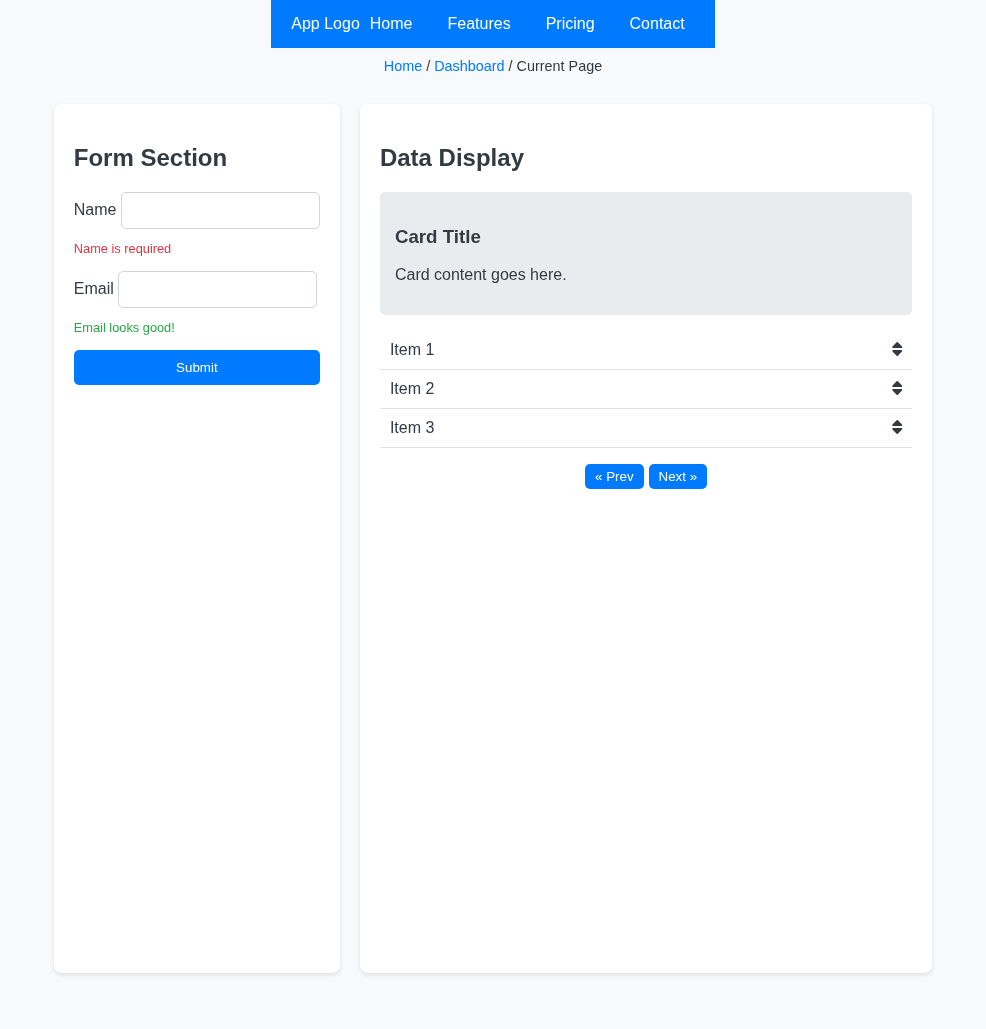 App Logo Home Features Pricing Contact
Home / Dashboard / Current Page
Form Section
Name
Name is required
Email
Email looks good!
Submit
Data Display
Card Title
Card content goes here.
Item 1
Item 2
Item 3
« Prev Next »